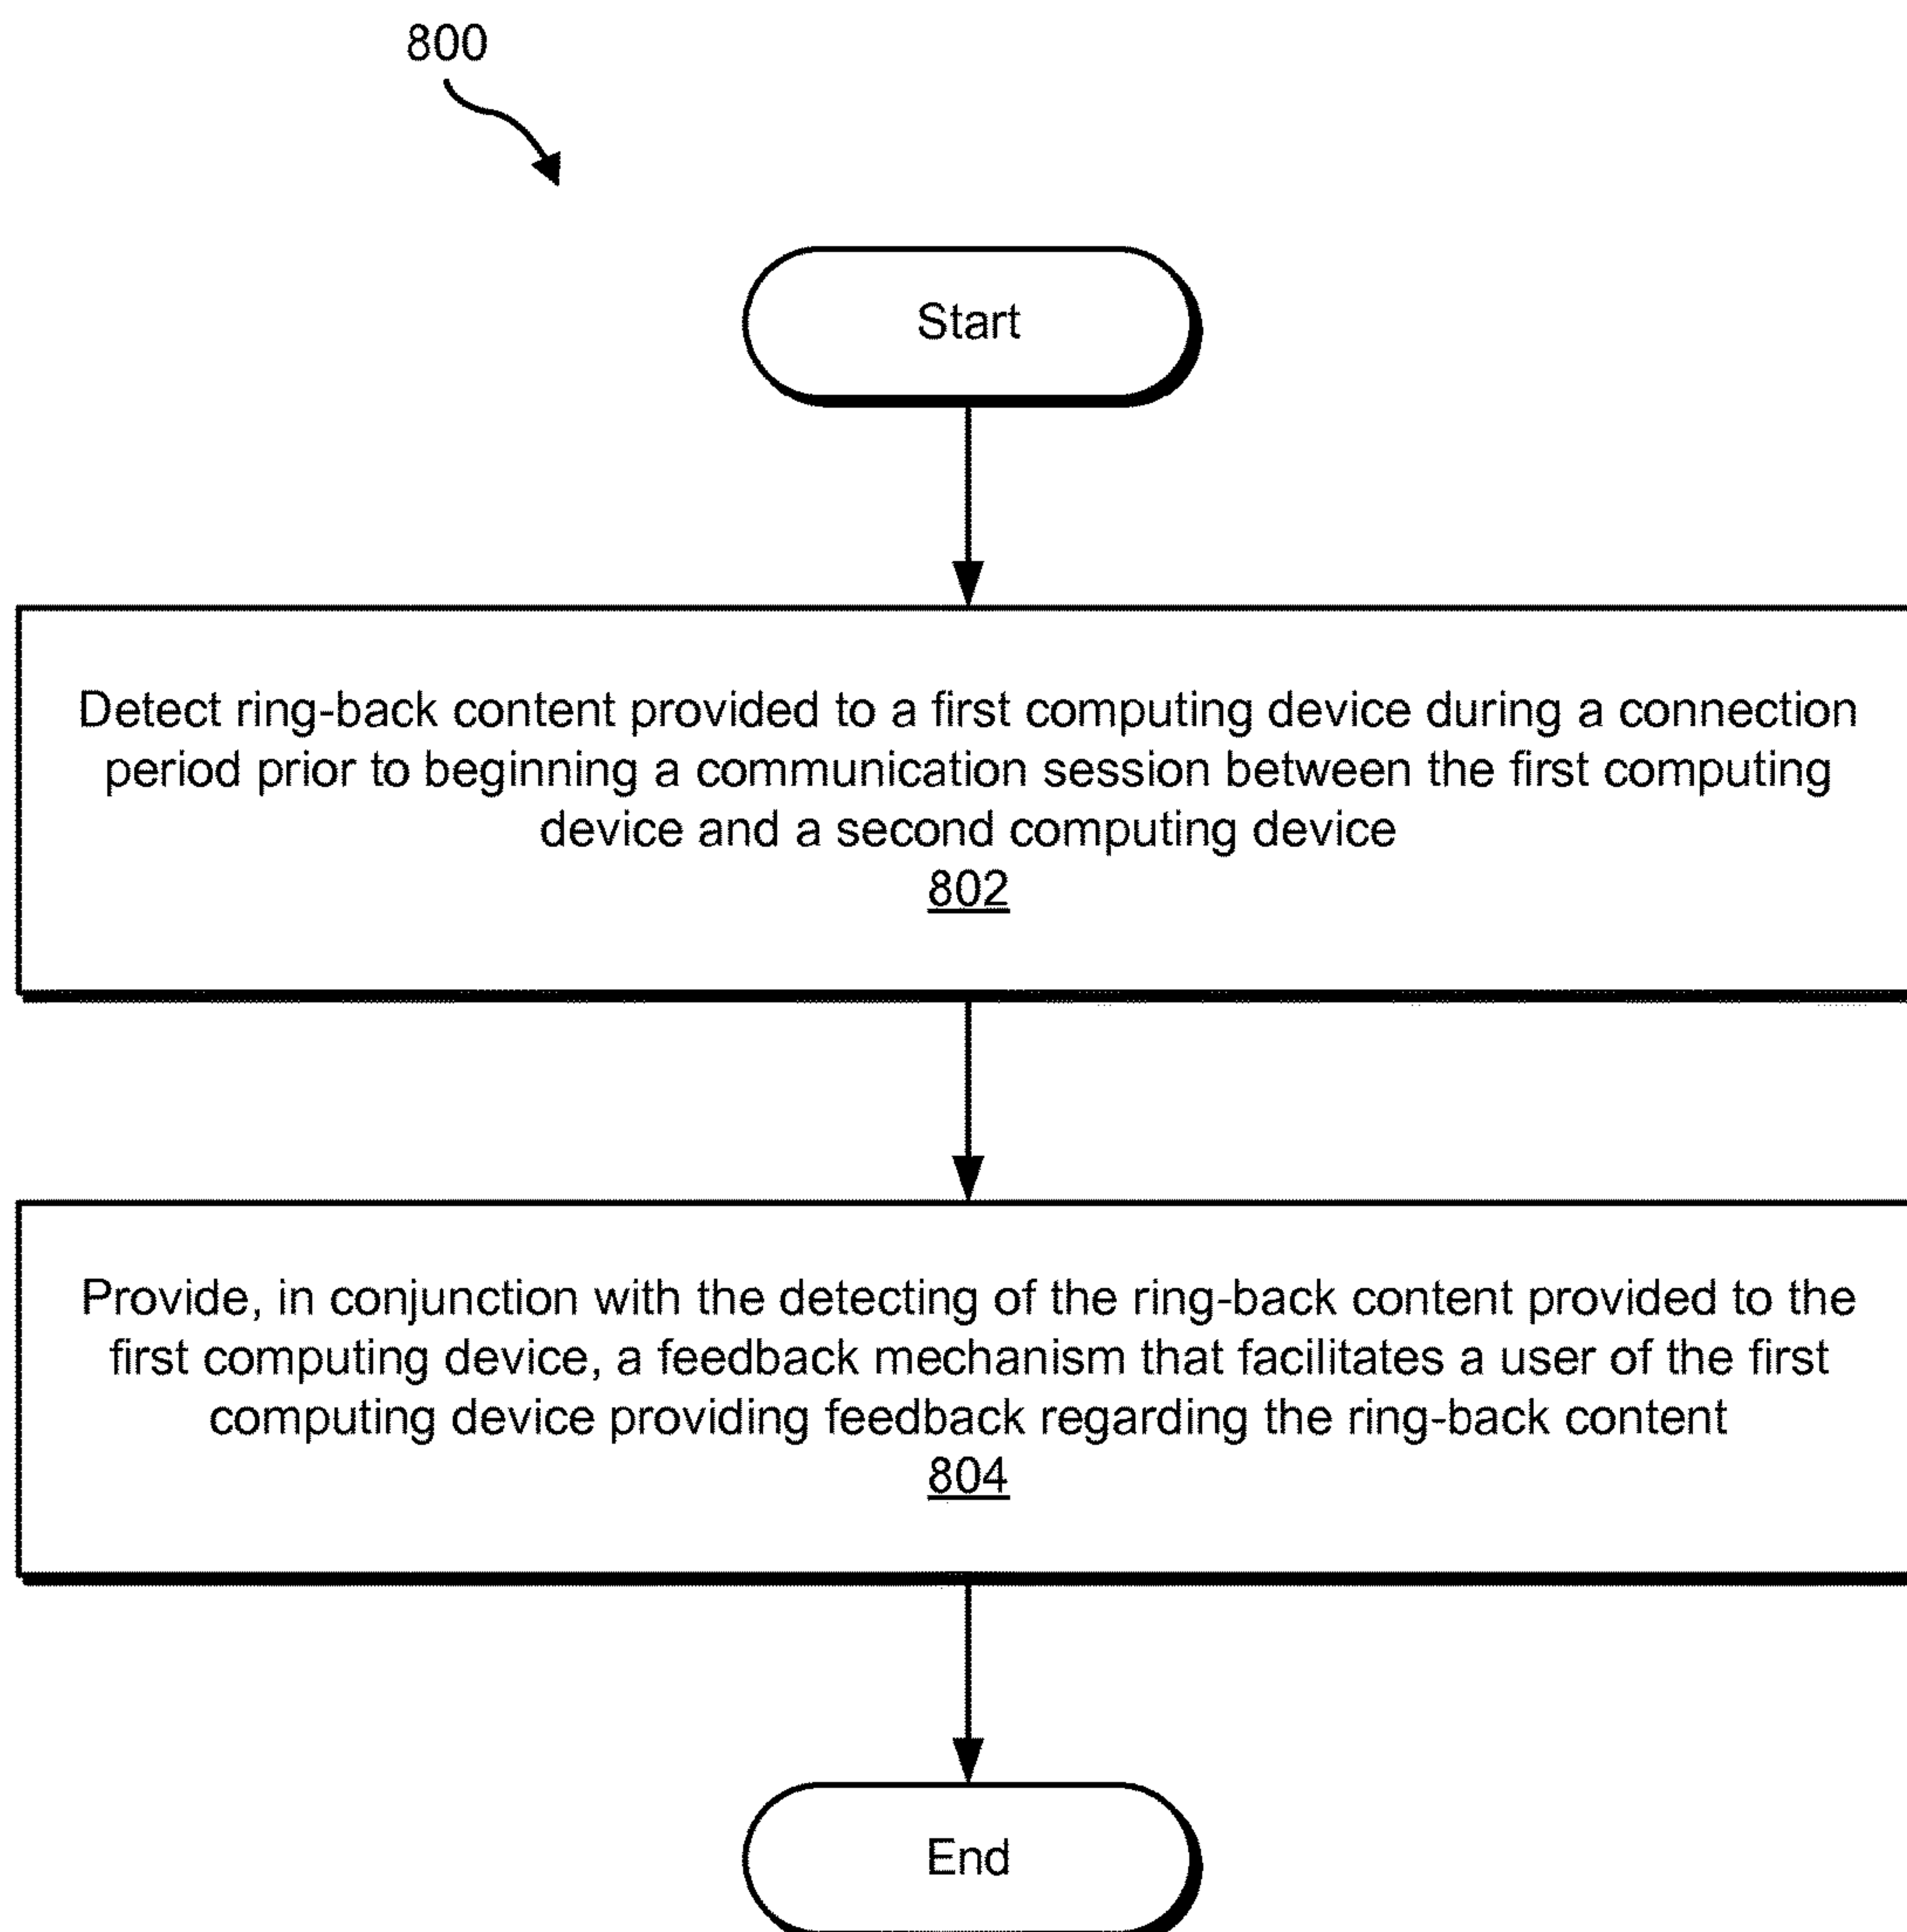 800
Start
Detect ring-back content provided to a first computing device during a connection
period prior to beginning a communication session between the first computing
device and a second computing device
802
Provide, in conjunction with the detecting of the ring-back content provided to the
first computing device, a feedback mechanism that facilitates a user of the first
computing device providing feedback regarding the ring-back content
804
End